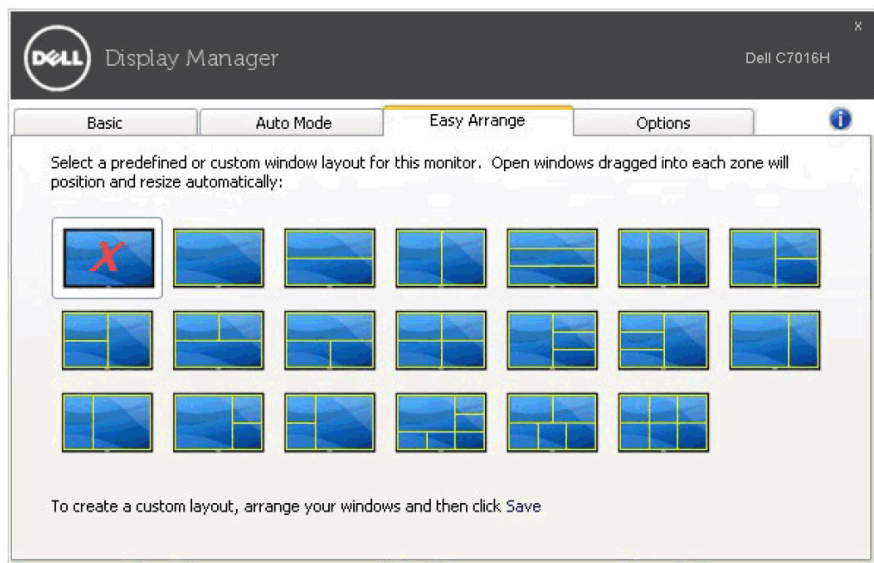 DELL Display Manager
x
Dell C7016H
Basic
Auto Mode
Easy Arrange
Options
i
Select a predefined or custom window layout for this monitor. Open windows dragged into each zone will
position and resize automatically:
X
To create a custom layout, arrange your windows and then click Save